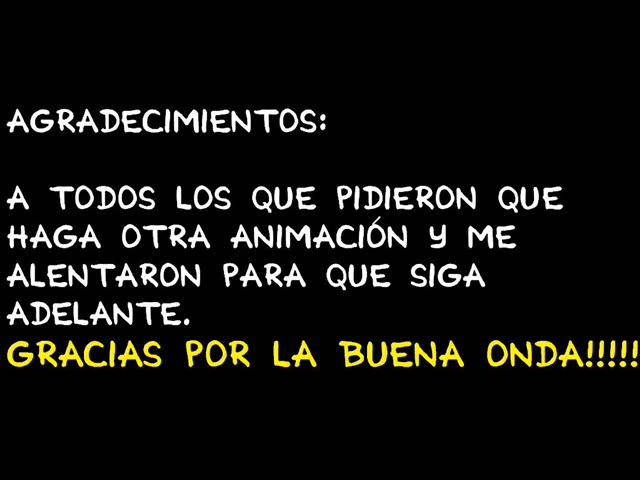 AGRADECIMIENTOS:
A TODOS LOS QUE PIDIERON QUE
HAGA OTRA ANIMACIÓN Y ME
ALENTARON PARA QUE SIGA
ADELANTE.
GRACIAS POR LA BUENA ONDA!!!!!